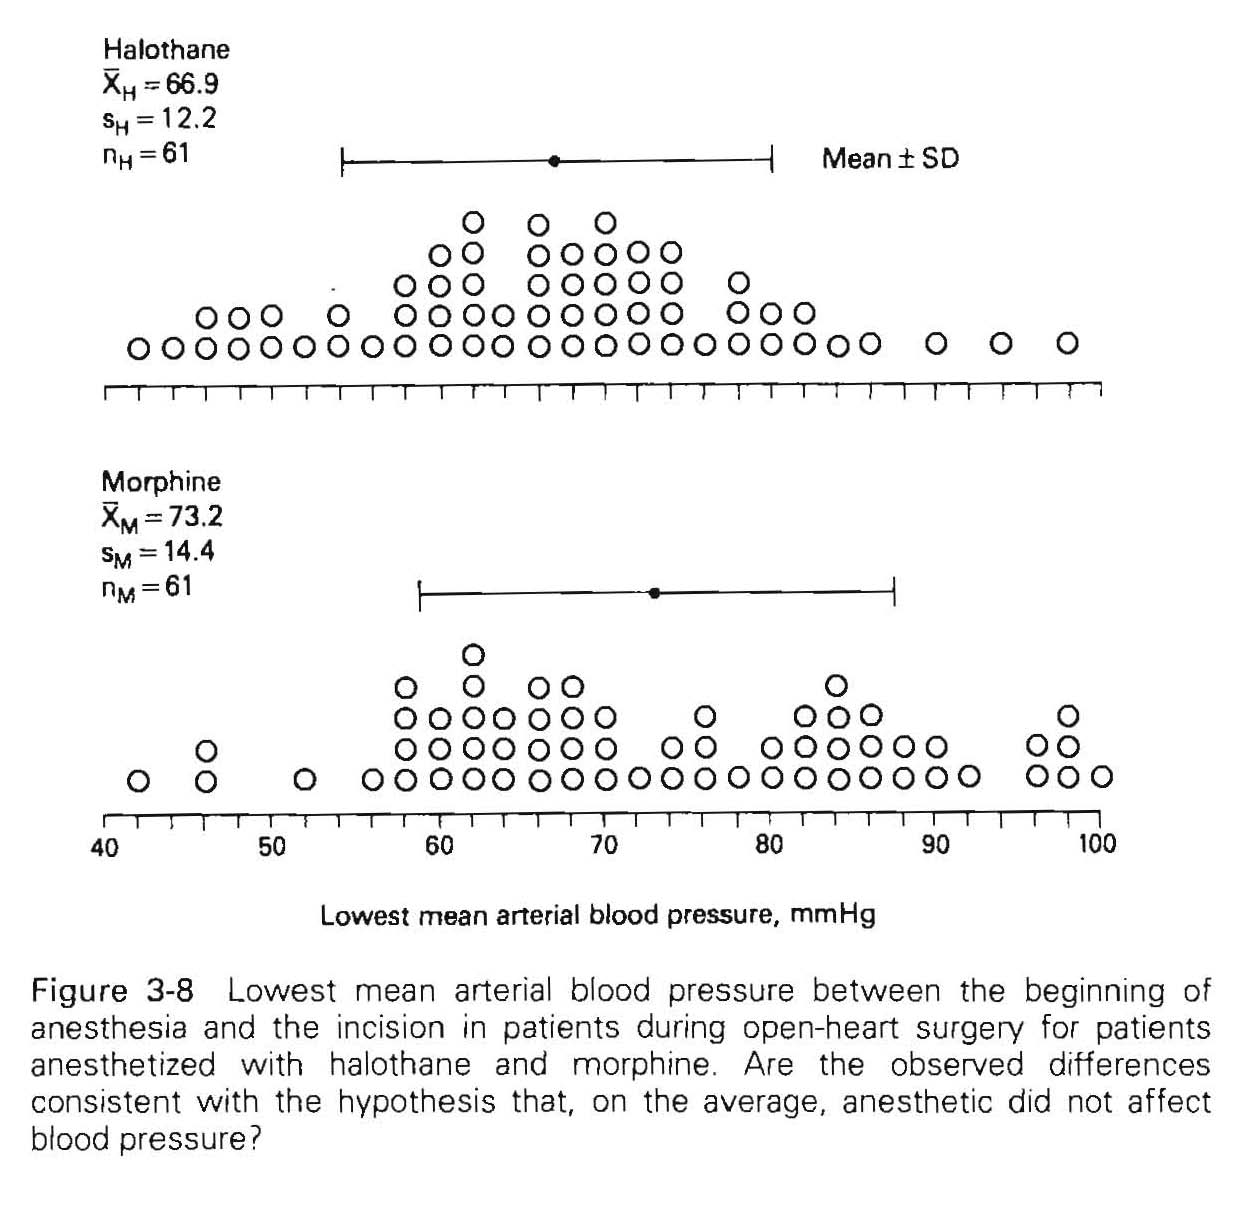 Halothane
X̄H = 66.9
sH = 12.2
nH = 61
Mean ± SD
Morphine
X̄M = 73.2
sM = 14.4
nM = 61
40 50 60 70 80 90 100
Lowest mean arterial blood pressure, mmHg
Figure 3-8 Lowest mean arterial blood pressure between the beginning of
anesthesia and the incision in patients during open-heart surgery for patients
anesthetized with halothane and morphine. Are the observed differences
consistent with the hypothesis that, on the average, anesthetic did not affect
blood pressure?